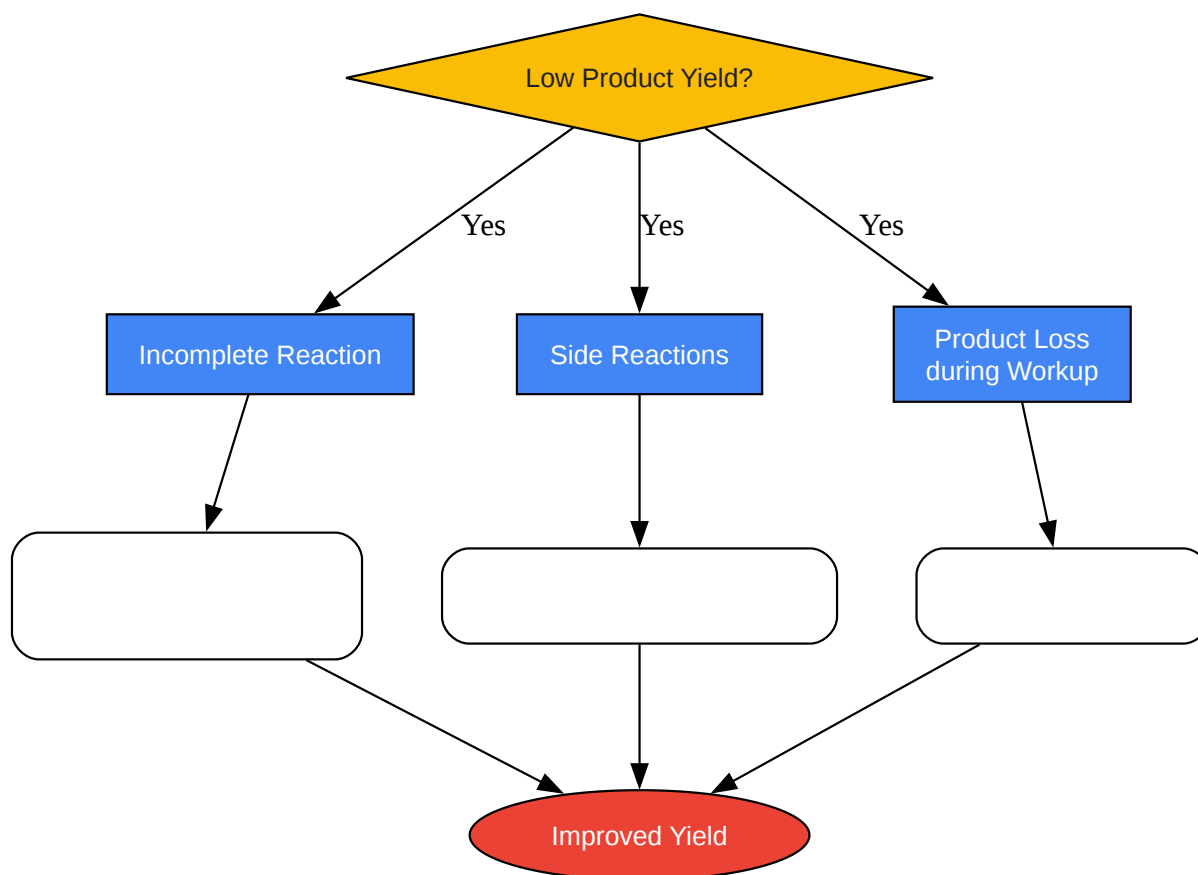 Low Product Yield?
Yes
Yes
Yes
Incomplete Reaction
Side Reactions
Product Loss
during Workup
Improved Yield